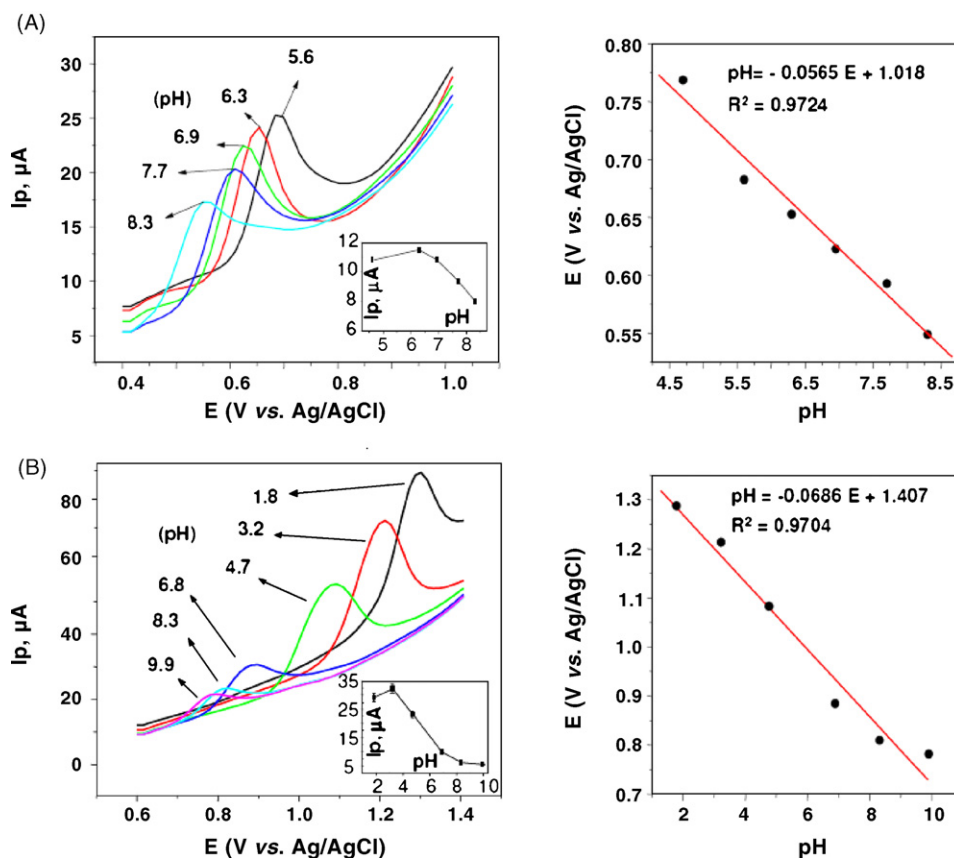 (A)
30
25
20
15
10
5
Ip, µA
(pH)
5.6
6.3
6.9
7.7
8.3
12
10
8
6
Ip, µA
pH
5 6 7 8
0.4 0.6 0.8 1.0
E (V vs. Ag/AgCl)
0.80
0.75
0.70
0.65
0.60
0.55
E (V vs. Ag/AgCl)
pH= - 0.0565 E + 1.018
R² = 0.9724
4.5 5.5 6.5 7.5 8.5
pH
(B)
80
60
40
20
0
Ip, µA
(pH)
1.8
3.2
4.7
6.8
8.3
9.9
35
25
15
5
Ip, µA
pH
2 4 6 8 10
0.6 0.8 1.0 1.2 1.4
E (V vs. Ag/AgCl)
1.3
1.2
1.1
1.0
0.9
0.8
0.7
E (V vs. Ag/AgCl)
pH = -0.0686 E + 1.407
R² = 0.9704
2 4 6 8 10
pH